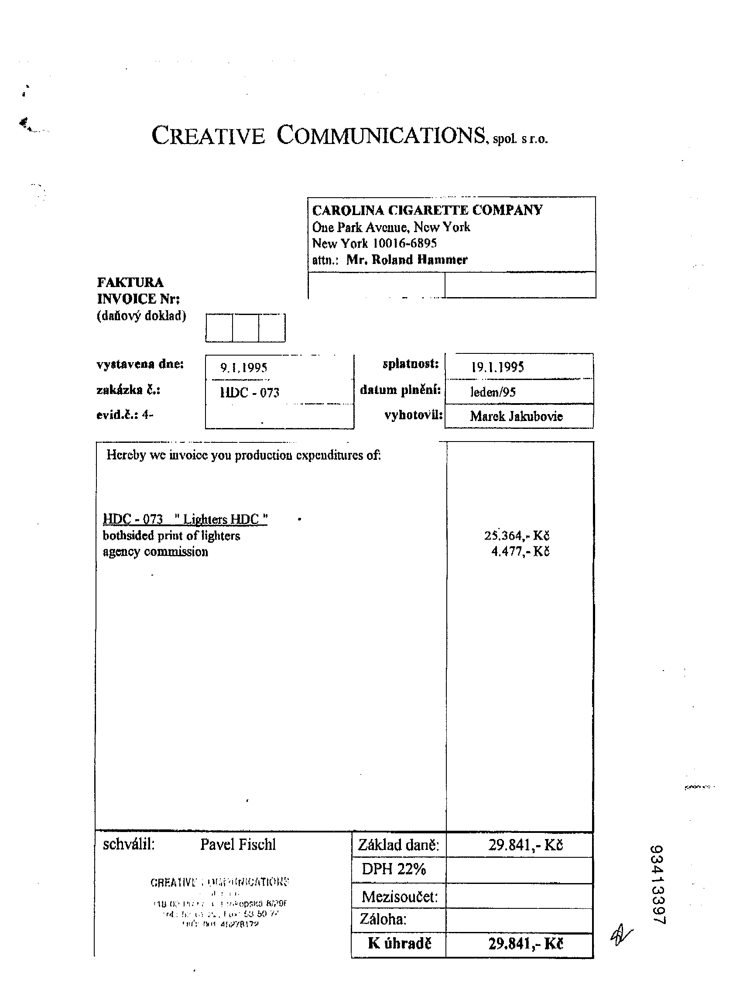 CREATIVE COMMUNICATIONS, spol. s r.o.
CAROLINA CIGARETTE COMPANY
One Park Avenue, New York
New York 10016-6895
attn.: Mr. Roland Hammer
FAKTURA
INVOICE Nr:
(daňový doklad)
vystavena dne: 9.1.1995 splatnost: 19.1.1995
zakázka č.: HDC - 073 datum plnění: leden/95
evid.č.: 4- vyhotovil: Marek Jakubovie
Hereby we invoice you production expenditures of:
HDC - 073 " Lighters HDC "
bothsided print of lighters 25.364,- Kč
agency commission 4.477,- Kč
schválil: Pavel Fischl Základ daně: 29.841,- Kč
DPH 22%
CREATIVE
Mezisoučet:
Záloha:
K úhradě 29.841,- Kč
93413397